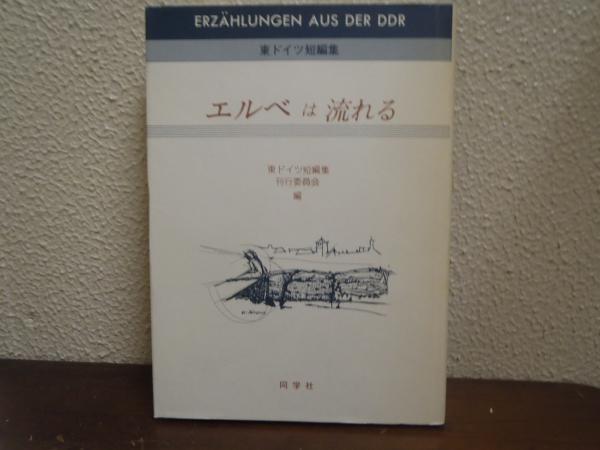 ERZÄHLUNGEN AUS DER DDR
東ドイツ短編集
エルベは流れる
東ドイツ短編集
刊行委員会
編
同学社